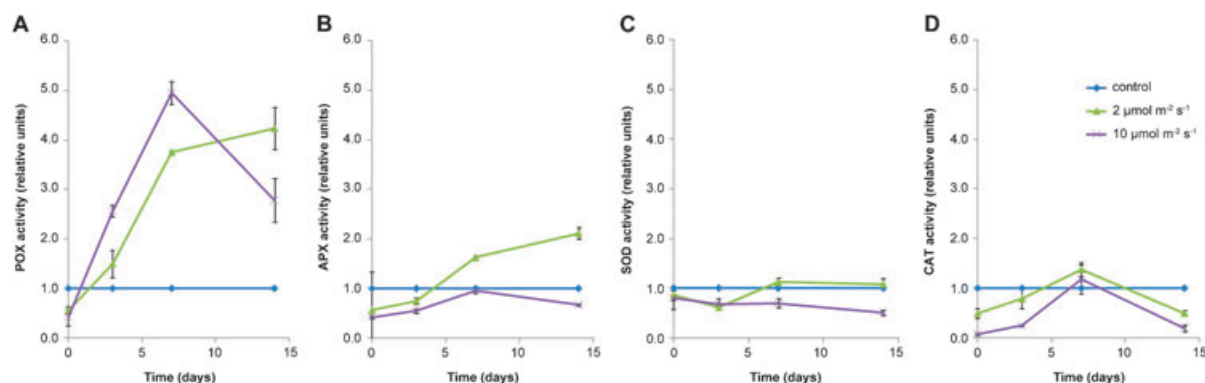 A
B
C
D
POX activity (relative units)
6.0
5.0
4.0
3.0
2.0
1.0
0.0
0
5
10
15
Time (days)
APX activity (relative units)
6.0
5.0
4.0
3.0
2.0
1.0
0.0
0
5
10
15
Time (days)
SOD activity (relative units)
6.0
5.0
4.0
3.0
2.0
1.0
0.0
0
5
10
15
Time (days)
CAT activity (relative units)
6.0
5.0
4.0
3.0
2.0
1.0
0.0
0
5
10
15
Time (days)
control
2 µmol m⁻² s⁻¹
10 µmol m⁻² s⁻¹